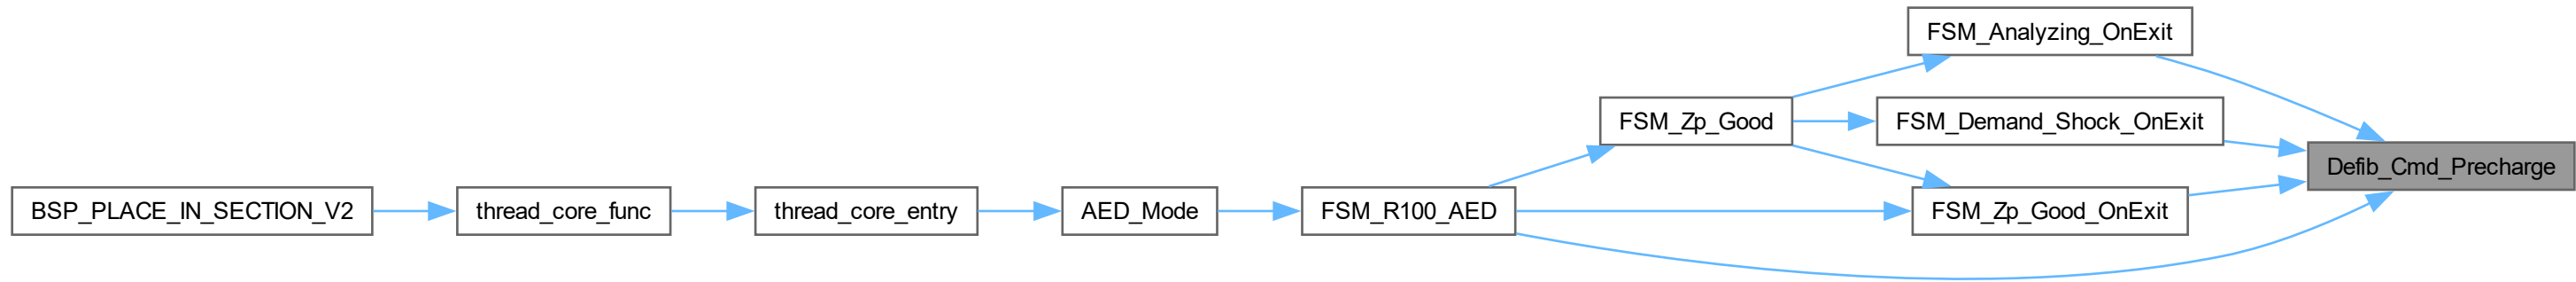 FSM_Analyzing_OnExit
FSM_Zp_Good
FSM_Demand_Shock_OnExit
Defib_Cmd_Precharge
BSP_PLACE_IN_SECTION_V2
thread_core_func
thread_core_entry
AED_Mode
FSM_R100_AED
FSM_Zp_Good_OnExit